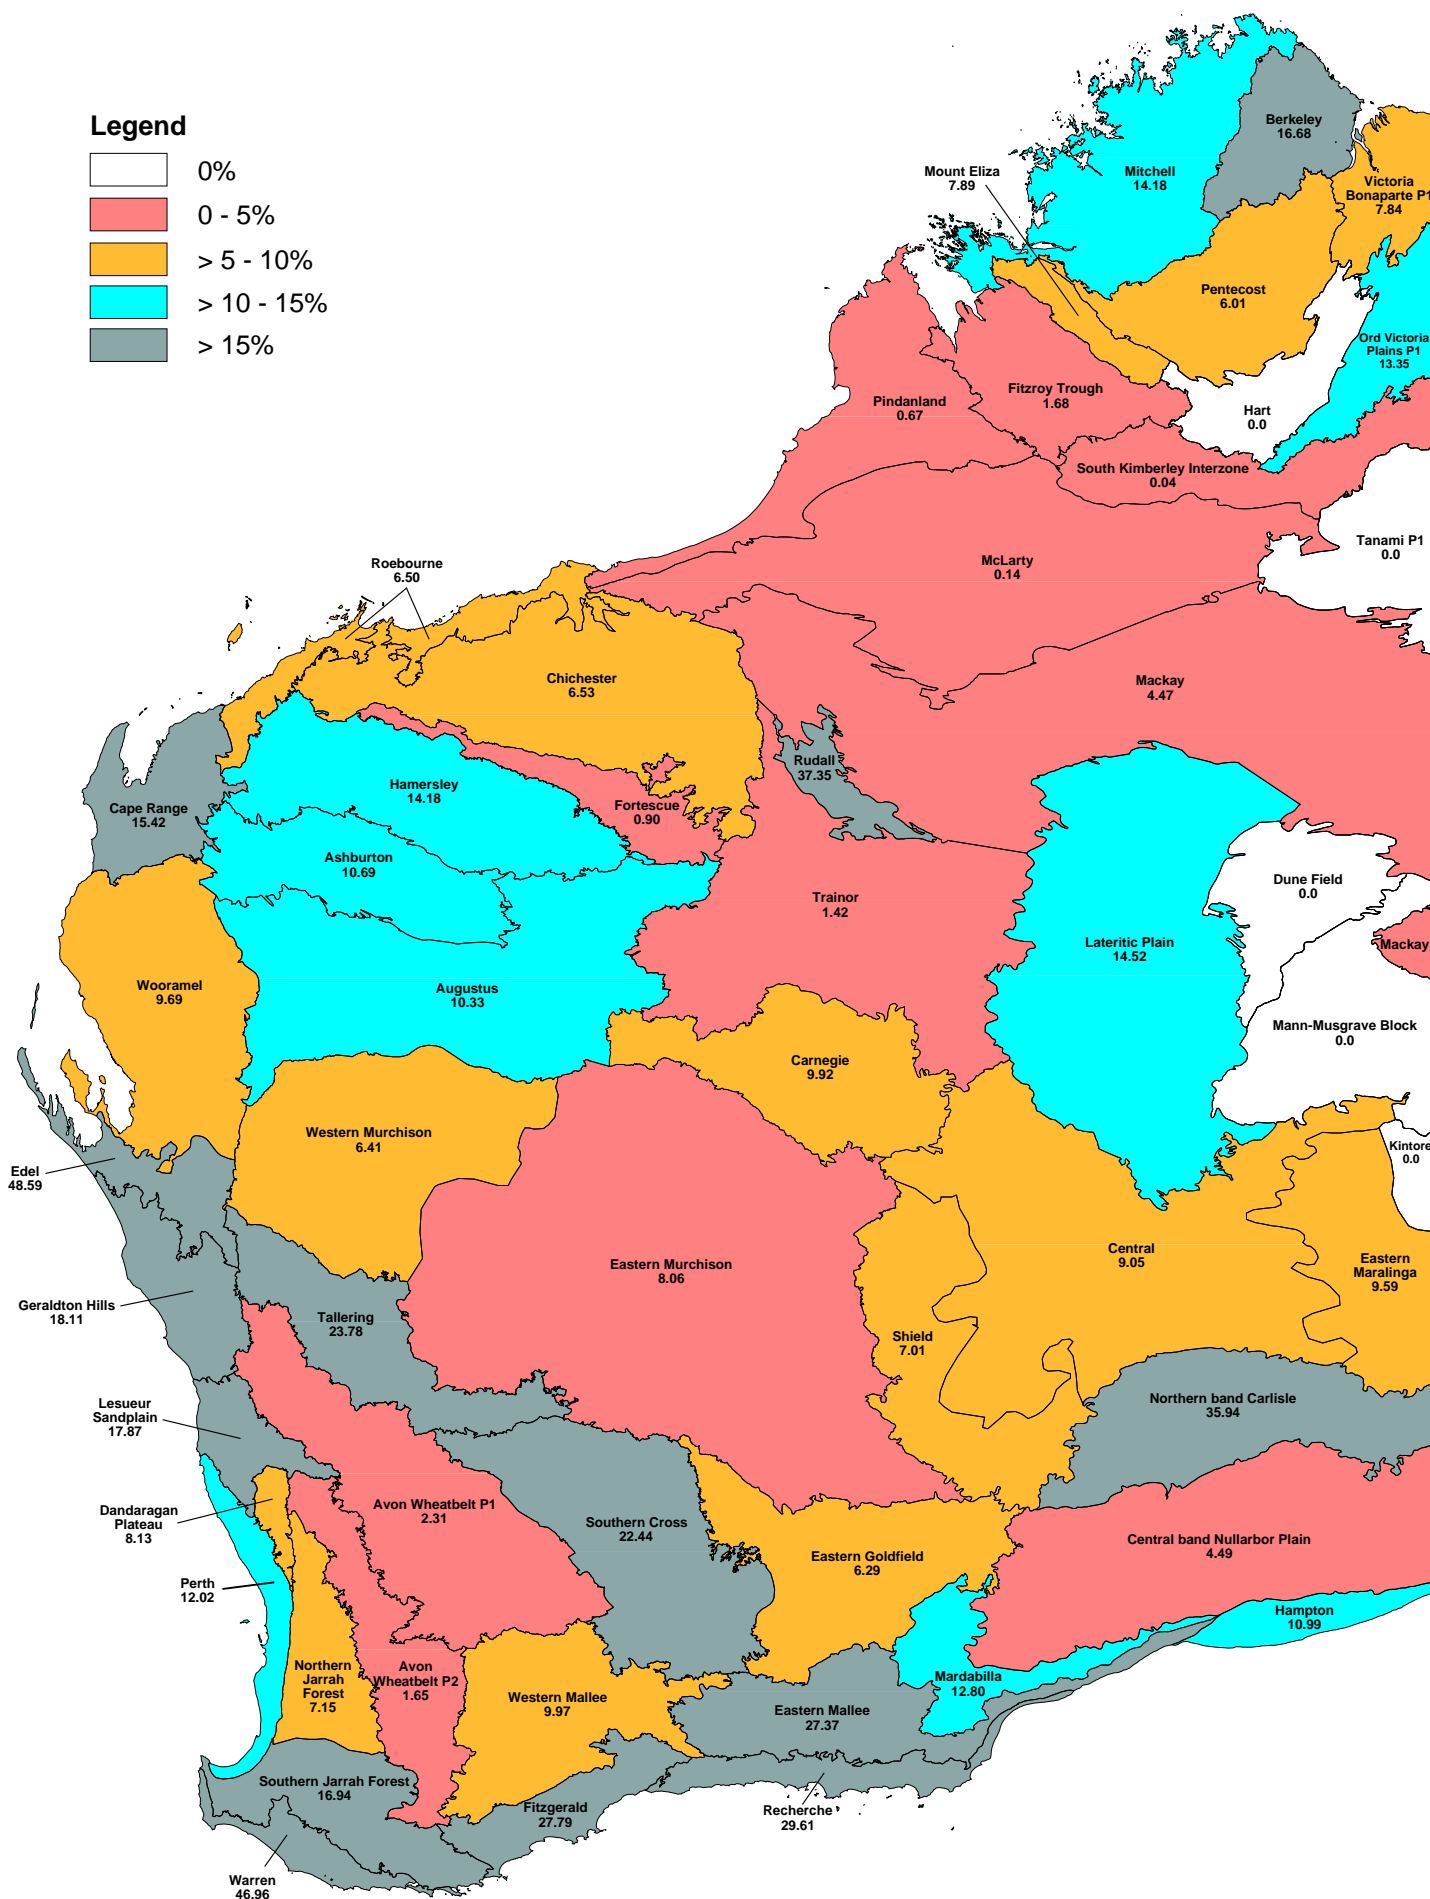 Legend
0%
0 - 5%
> 5 - 10%
> 10 - 15%
> 15%
Berkeley
16.68
Mount Eliza
7.89
Mitchell
14.18
Victoria
Bonaparte P1
7.84
Pentecost
6.01
Ord Victoria
Plains P1
13.35
Pindanland
0.67
Fitzroy Trough
1.68
Hart
0.0
South Kimberley Interzone
0.04
Tanami P1
0.0
McLarty
0.14
Roebourne
6.50
Chichester
6.53
Mackay
4.47
Rudall
37.35
Hamersley
14.18
Cape Range
15.42
Fortescue
0.90
Ashburton
10.69
Trainor
1.42
Dune Field
0.0
Lateritic Plain
14.52
Mackay
Wooramel
9.69
Augustus
10.33
Mann-Musgrave Block
0.0
Carnegie
9.92
Western Murchison
6.41
Kintore
0.0
Edel
48.59
Central
9.05
Eastern
Maralinga
9.59
Eastern Murchison
8.06
Geraldton Hills
18.11
Tallering
23.78
Shield
7.01
Northern band Carlisle
35.94
Lesueur
Sandplain
17.87
Avon Wheatbelt P1
2.31
Dandaragan
Plateau
8.13
Southern Cross
22.44
Central band Nullarbor Plain
4.49
Eastern Goldfield
6.29
Perth
12.02
Hampton
10.99
Northern
Jarrah
Forest
7.15
Avon
Wheatbelt P2
1.65
Mardabilla
12.80
Western Mallee
9.97
Eastern Mallee
27.37
Southern Jarrah Forest
16.94
Fitzgerald
27.79
Recherche
29.61
Warren
46.96